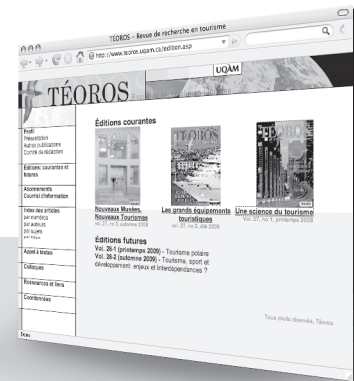 TÉOROS – Revue de recherche en tourisme
http://www.teoros.uqam.ca/edition.asp
UQÀM
TÉOROS
Profil
Présentation
Autres publications
Comité de rédaction
Éditions: courantes et
futures
Abonnements
Courriel d'information
Index des articles
par numéros
par auteurs
par sujets
Appel à textes
Colloques
Ressources et liens
Coordonnées
Éditions courantes
TÉOROS
TÉOROS
TÉOROS
Nouveaux Musées,
Nouveaux Tourismes
vol. 27, no 3, automne 2008
Les grands équipements
touristiques
vol. 27, no 2, été 2008
Une science du tourisme
vol. 27, no 1, printemps 2008
Éditions futures
Vol. 28-1 (printemps 2009) - Tourisme polaire
Vol. 28-2 (automne 2009) - Tourisme, sport et
développement: enjeux et interdépendances ?
Tous droits réservés, Téoros